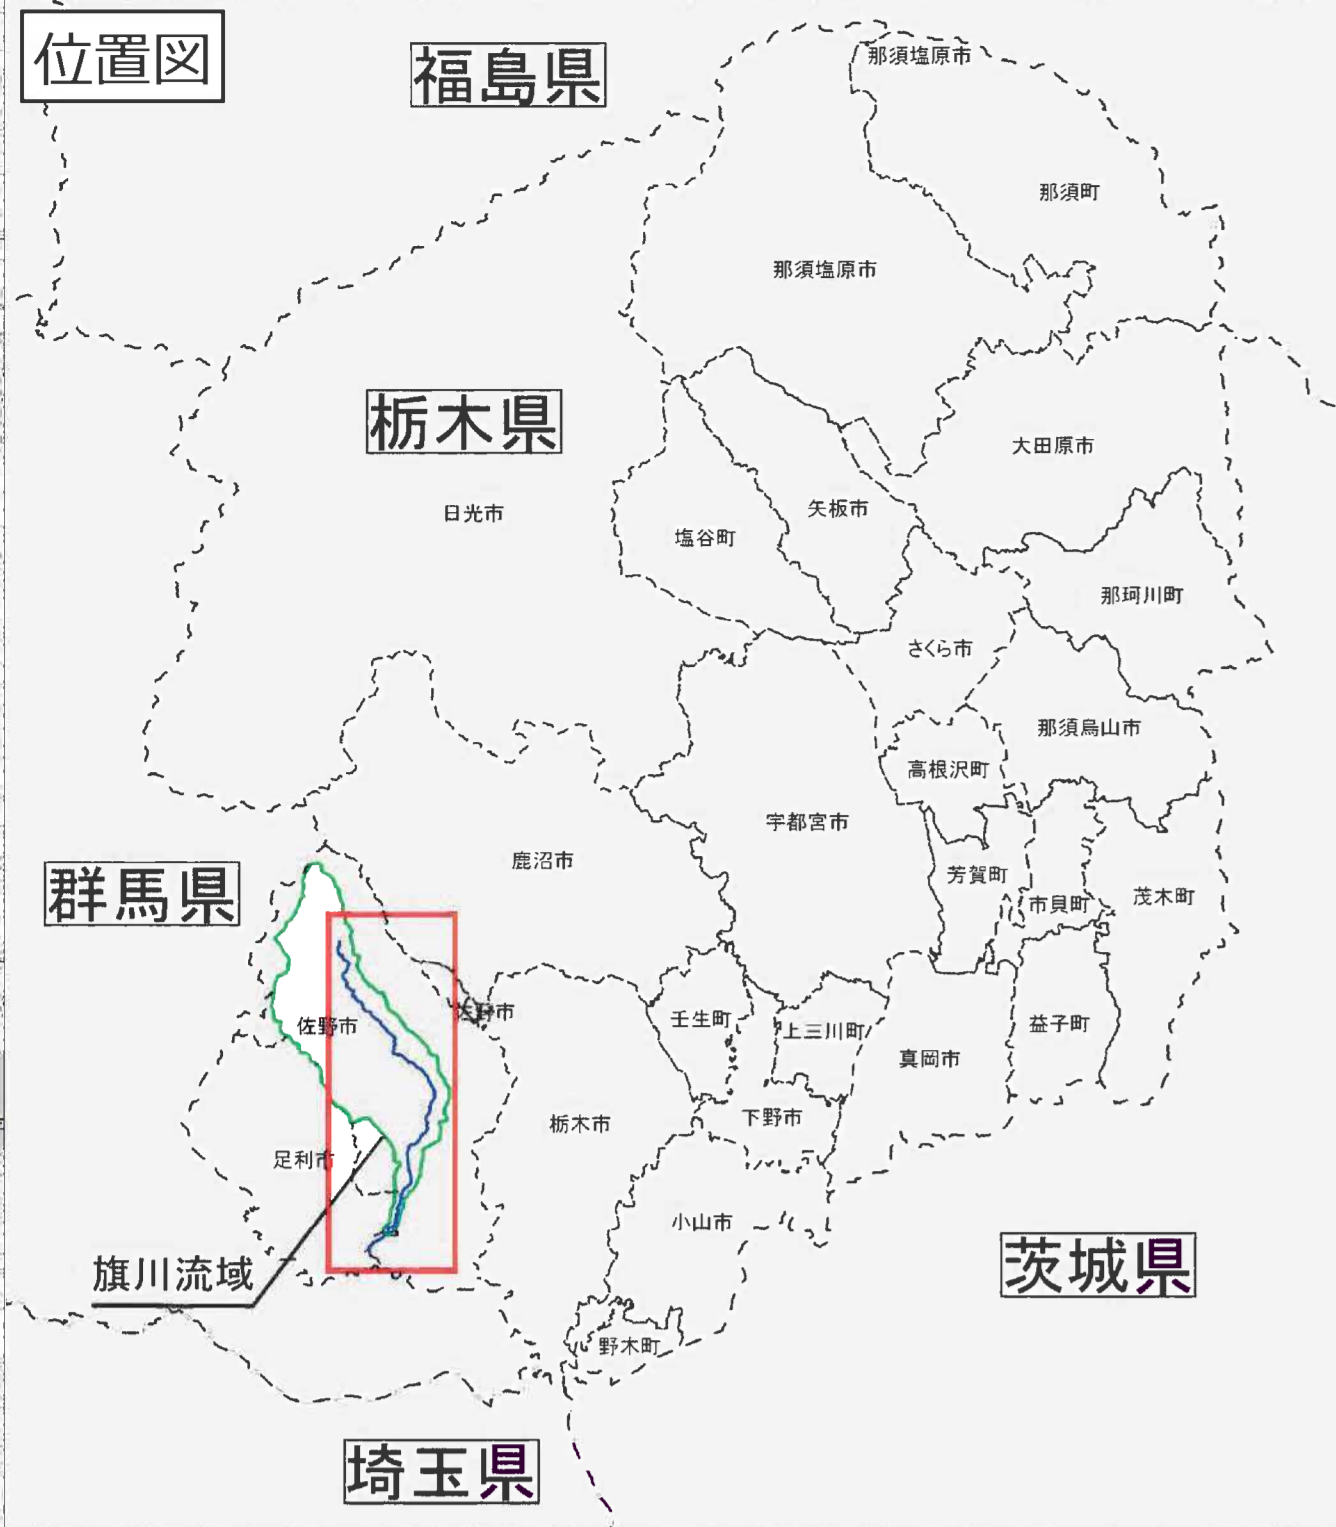 位置図
福島県
那須塩原市
那須町
那須塩原市
栃木県
大田原市
日光市
矢板市
塩谷町
那珂川町
さくら市
那須烏山市
高根沢町
宇都宮市
鹿沼市
群馬県
芳賀町
市貝町
茂木町
佐野市
佐野市
壬生町
上三川町
益子町
真岡市
栃木市
下野市
足利市
小山市
旗川流域
茨城県
野木町
埼玉県